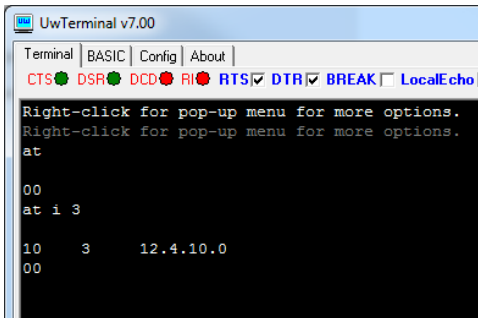 UwTerminal v7.00
Terminal BASIC Config About
CTS DSR DCD RI RTS DTR BREAK LocalEcho
Right-click for pop-up menu for more options.
Right-click for pop-up menu for more options.
at
00
at i 3
10 3 12.4.10.0
00